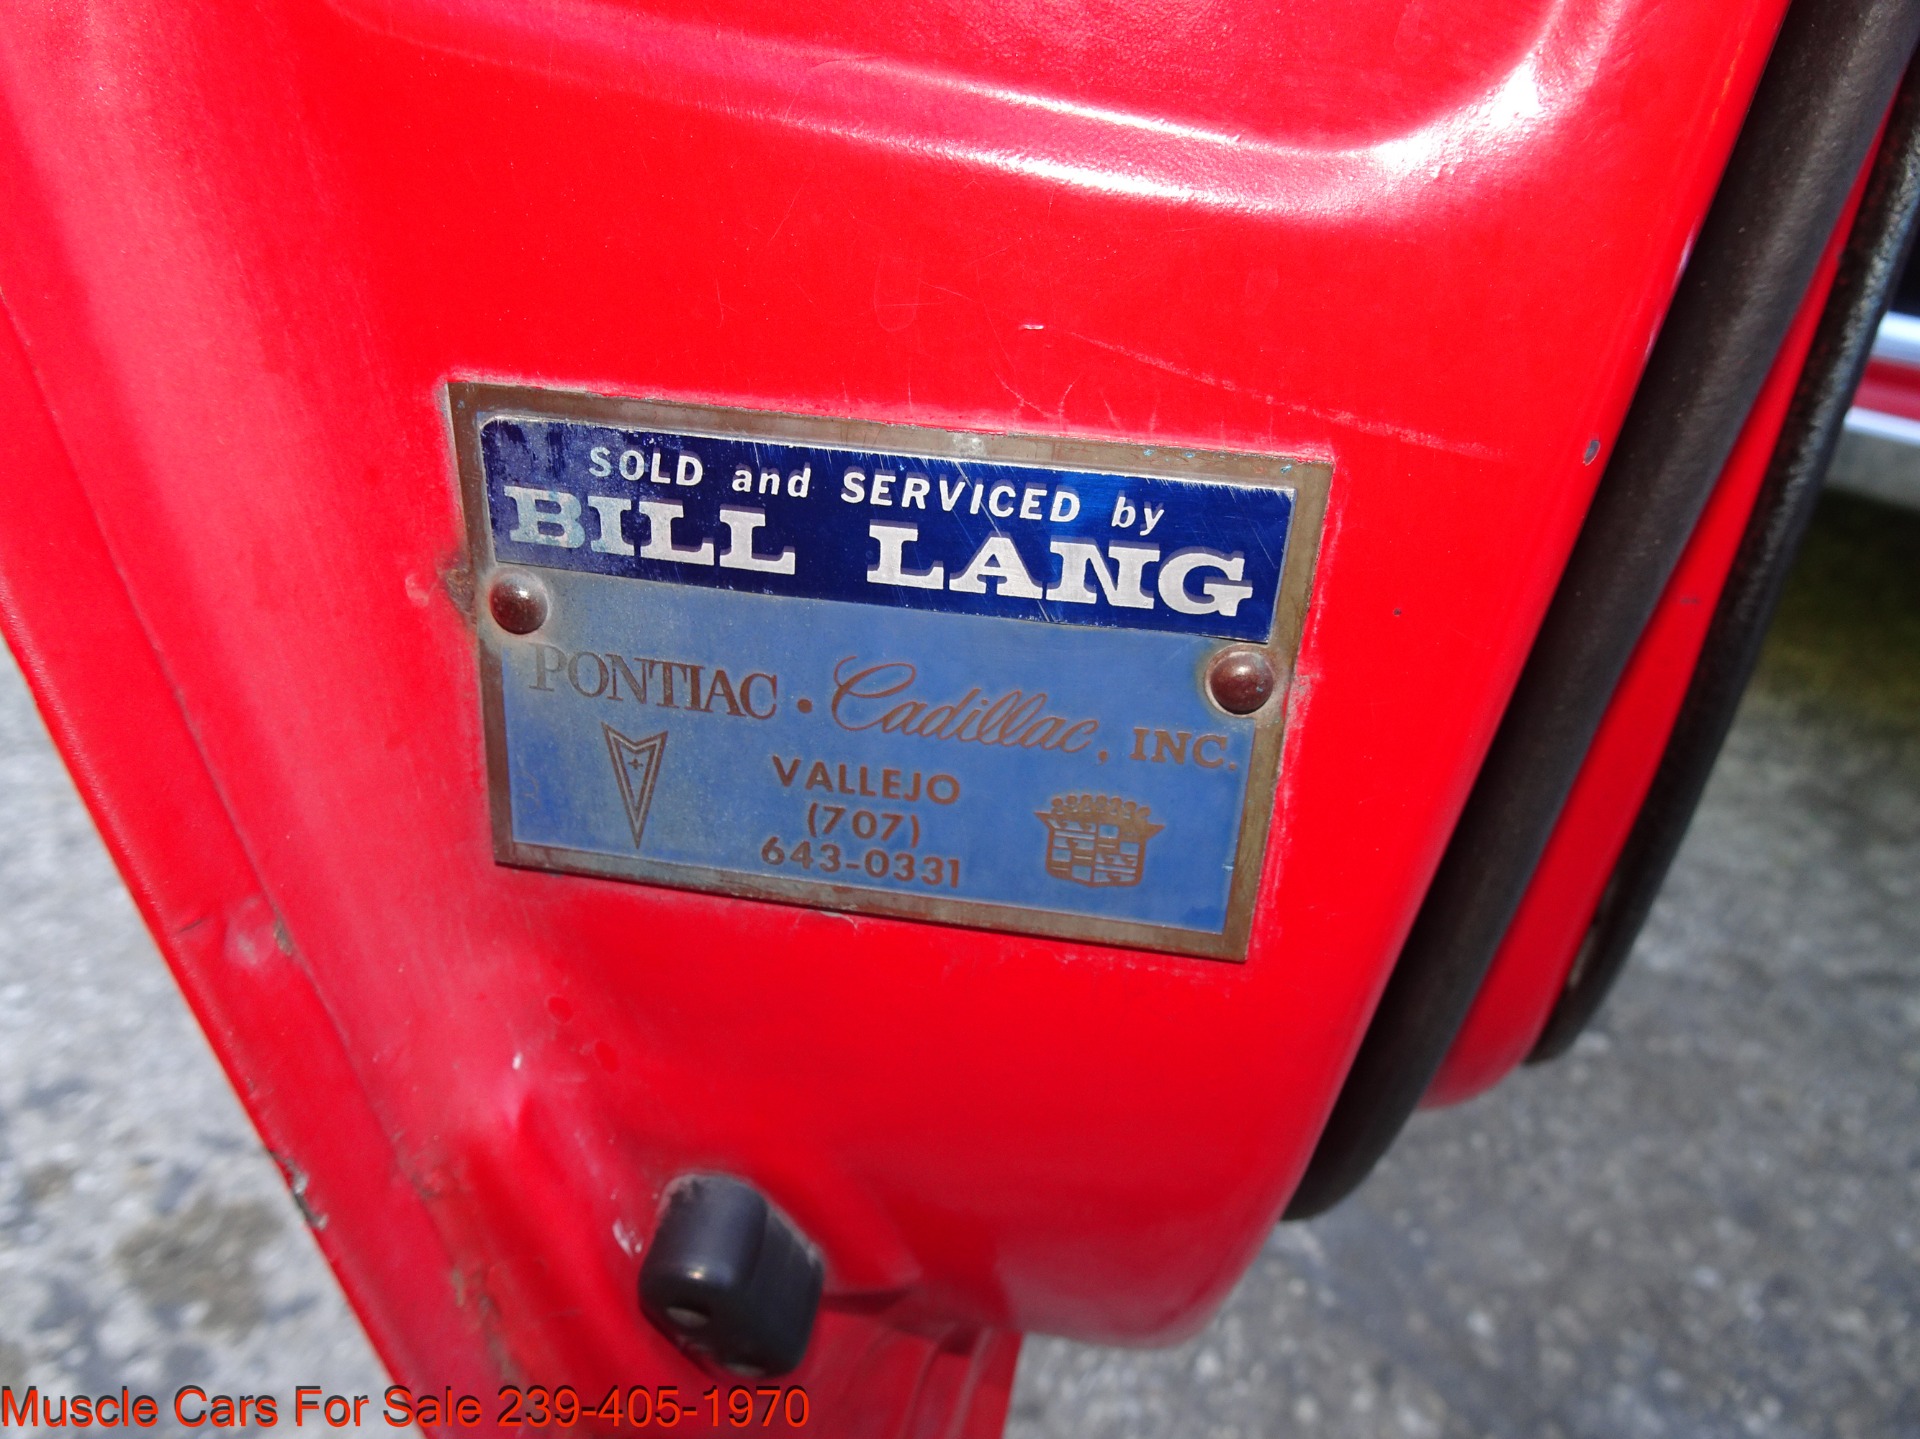 SOLD and SERVICED by
BILL LANG
PONTIAC • Cadillac, INC.
VALLEJO
(707)
643-0331
Muscle Cars For Sale 239-405-1970